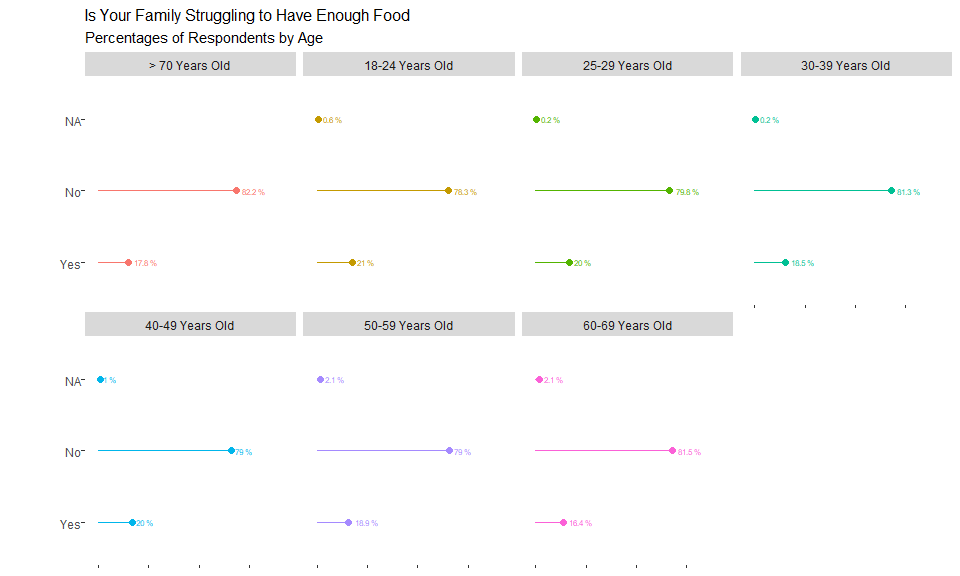 Is Your Family Struggling to Have Enough Food
Percentages of Respondents by Age
> 70 Years Old
18-24 Years Old
25-29 Years Old
30-39 Years Old
NA
0.6 %
0.2 %
0.2 %
No
82.2 %
78.3 %
79.8 %
81.3 %
Yes
17.8 %
21 %
20 %
18.5 %
40-49 Years Old
50-59 Years Old
60-69 Years Old
NA
1 %
2.1 %
2.1 %
No
79 %
79 %
81.5 %
Yes
20 %
18.9 %
16.4 %